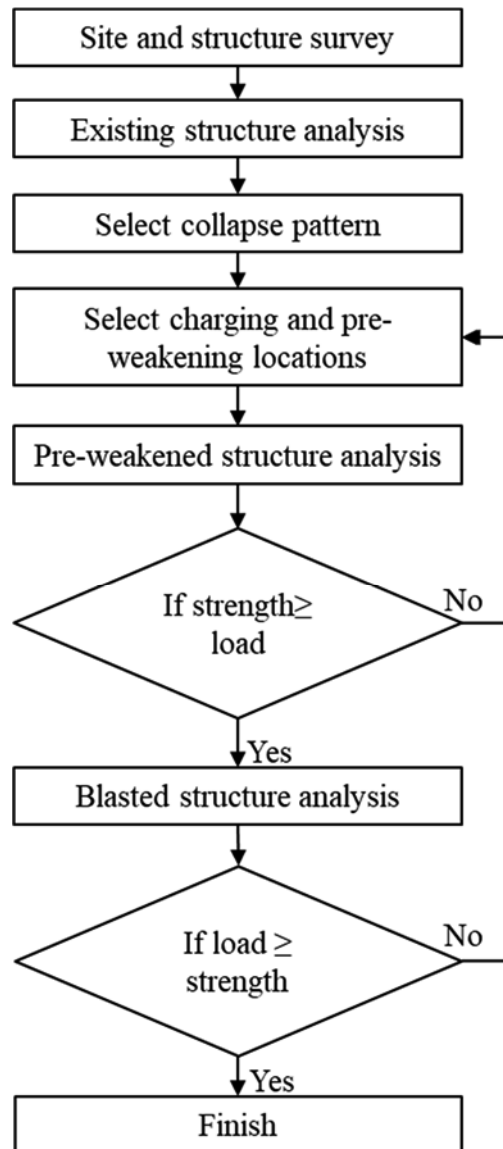 Site and structure survey
Existing structure analysis
Select collapse pattern
Select charging and pre-
weakening locations
Pre-weakened structure analysis
If strength≥
load
No
Yes
Blasted structure analysis
If load ≥
strength
No
Yes
Finish